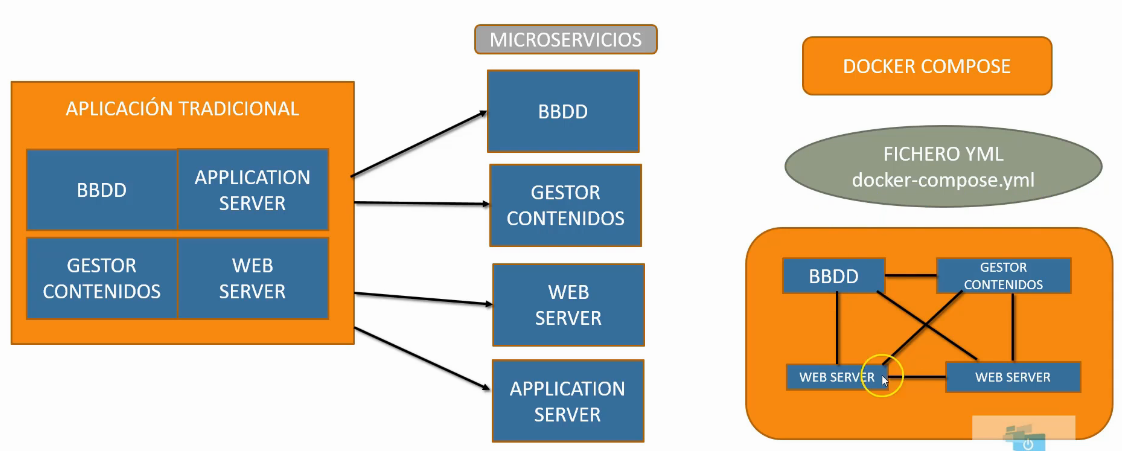 APLICACIÓN TRADICIONAL
BBDD
APPLICATION
SERVER
GESTOR
CONTENIDOS
WEB
SERVER
MICROSERVICIOS
BBDD
GESTOR
CONTENIDOS
WEB
SERVER
APPLICATION
SERVER
DOCKER COMPOSE
FICHERO YML
docker-compose.yml
BBDD
GESTOR
CONTENIDOS
WEB SERVER
WEB SERVER